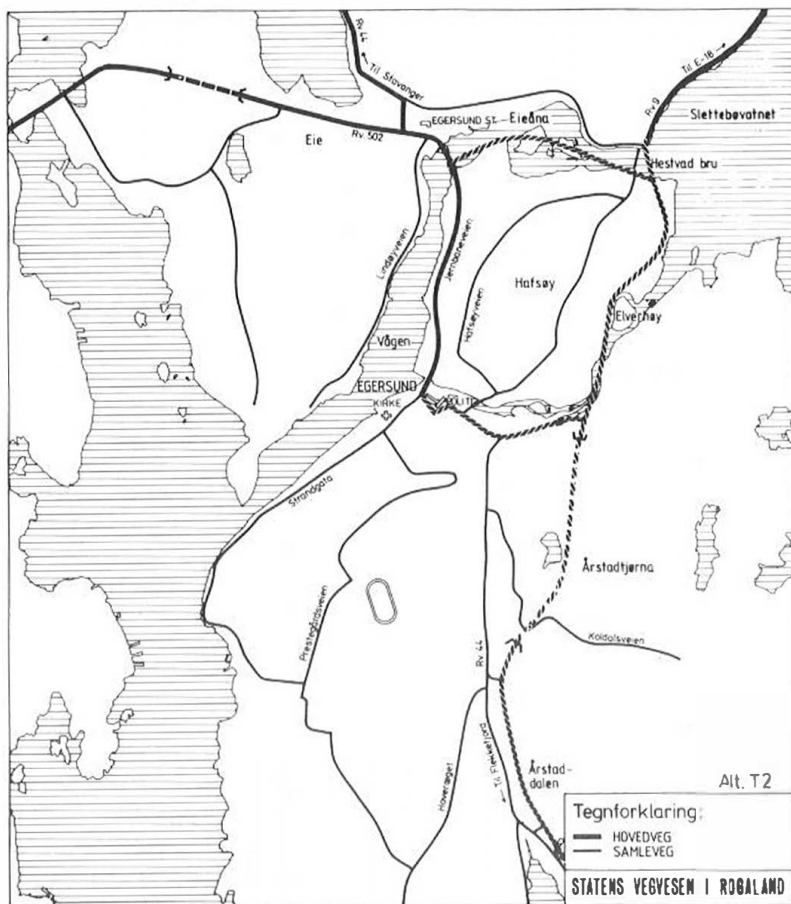 Rv 44
← Til Stavanger
Til E-18 →
Rv 9
Slettebøvatnet
EGERSUND ST.
Eieåna
Rv. 502
Eie
Hestvad bru
Lindøyveien
Jernbaneveien
Hafsøyveien
Hafsøy
Elverhøy
Vågen
EGERSUND
KIRKE
POLITI
Strandgata
Årstadtjørna
Prestegårdsveien
Rv 44
Koldalsveien
← Til Flekkefjord
Årstad-
dalen
Alt. T2
Tegnforklaring:
HOVEDVEG
SAMLEVEG
STATENS VEGVESEN I ROGALAND